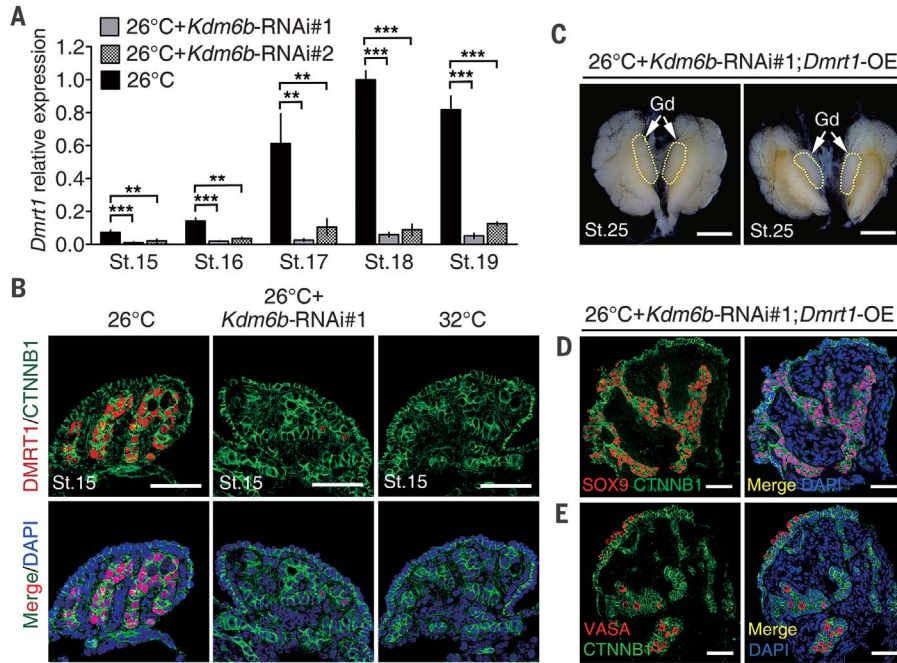 A
26°C+Kdm6b-RNAi#1
26°C+Kdm6b-RNAi#2
26°C
Dmrt1 relative expression
1.2
1.0
0.8
0.6
0.4
0.2
0.0
*** **
*** **
** **
*** ***
*** ***
St.15 St.16 St.17 St.18 St.19
B
26°C
26°C+
Kdm6b-RNAi#1
32°C
DMRT1/CTNNB1
St.15 St.15 St.15
Merge/DAPI
C
26°C+Kdm6b-RNAi#1;Dmrt1-OE
Gd Gd
St.25 St.25
26°C+Kdm6b-RNAi#1;Dmrt1-OE
D
SOX9 CTNNB1 Merge DAPI
E
VASA Merge
CTNNB1 DAPI